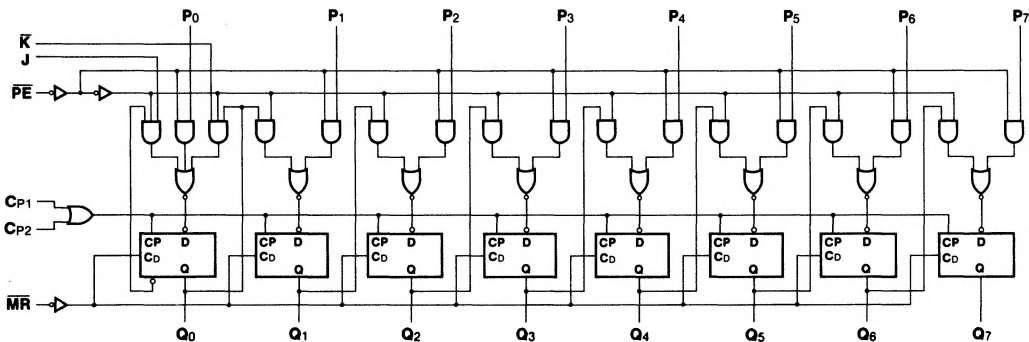 P0 P1 P2 P3 P4 P5 P6 P7
K̅
J
P̅E̅
CP1
CP2
CP D CP D CP D CP D CP D CP D CP D CP D
CD CD CD CD CD CD CD CD
Q Q Q Q Q Q Q Q
M̅R̅
Q0 Q1 Q2 Q3 Q4 Q5 Q6 Q7